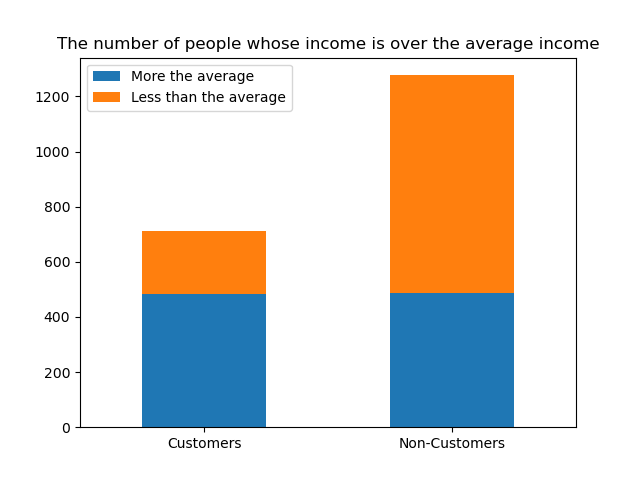 The number of people whose income is over the average income
More the average
Less than the average
1200
1000
800
600
400
200
0
Customers
Non-Customers